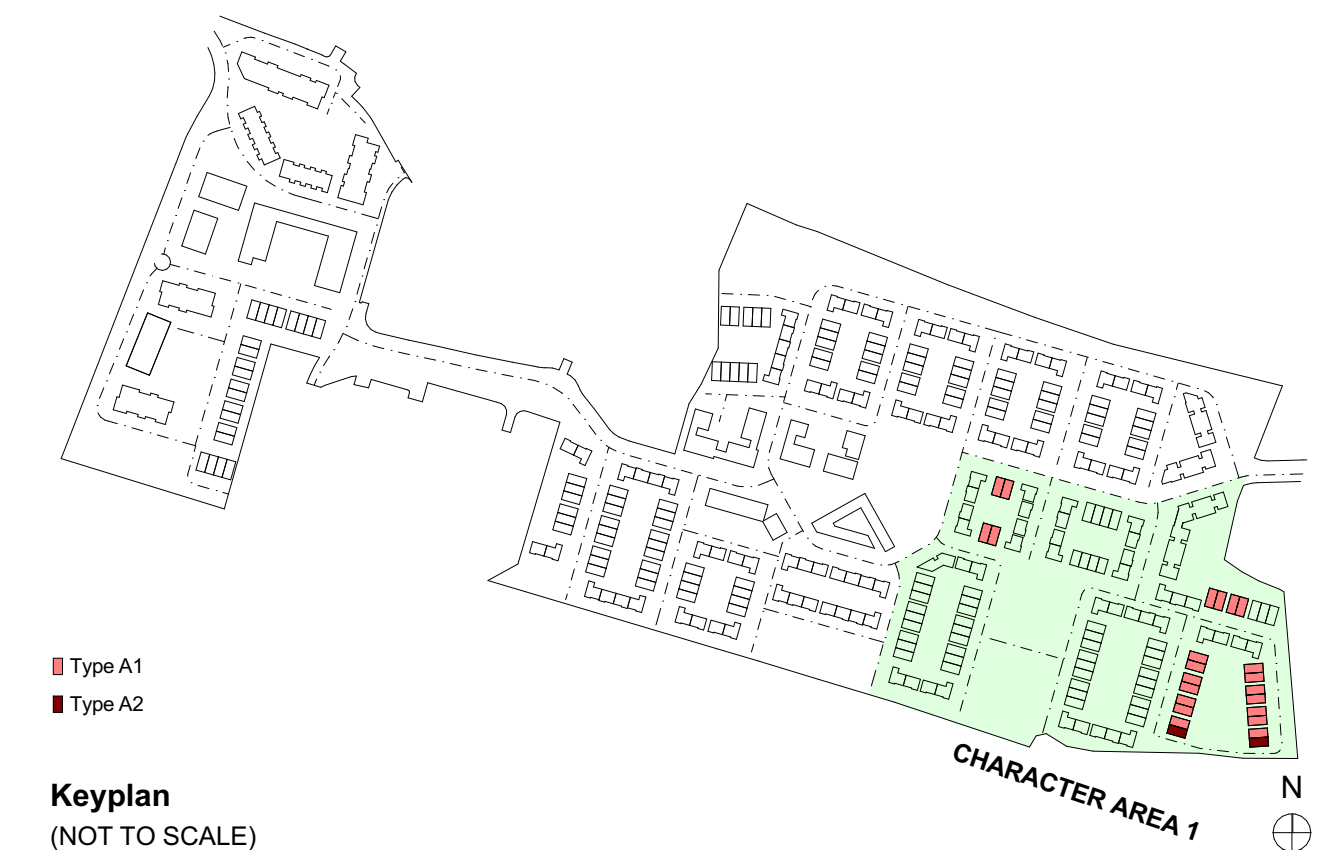 Type A1
Type A2
Keyplan
(NOT TO SCALE)
CHARACTER AREA 1
N